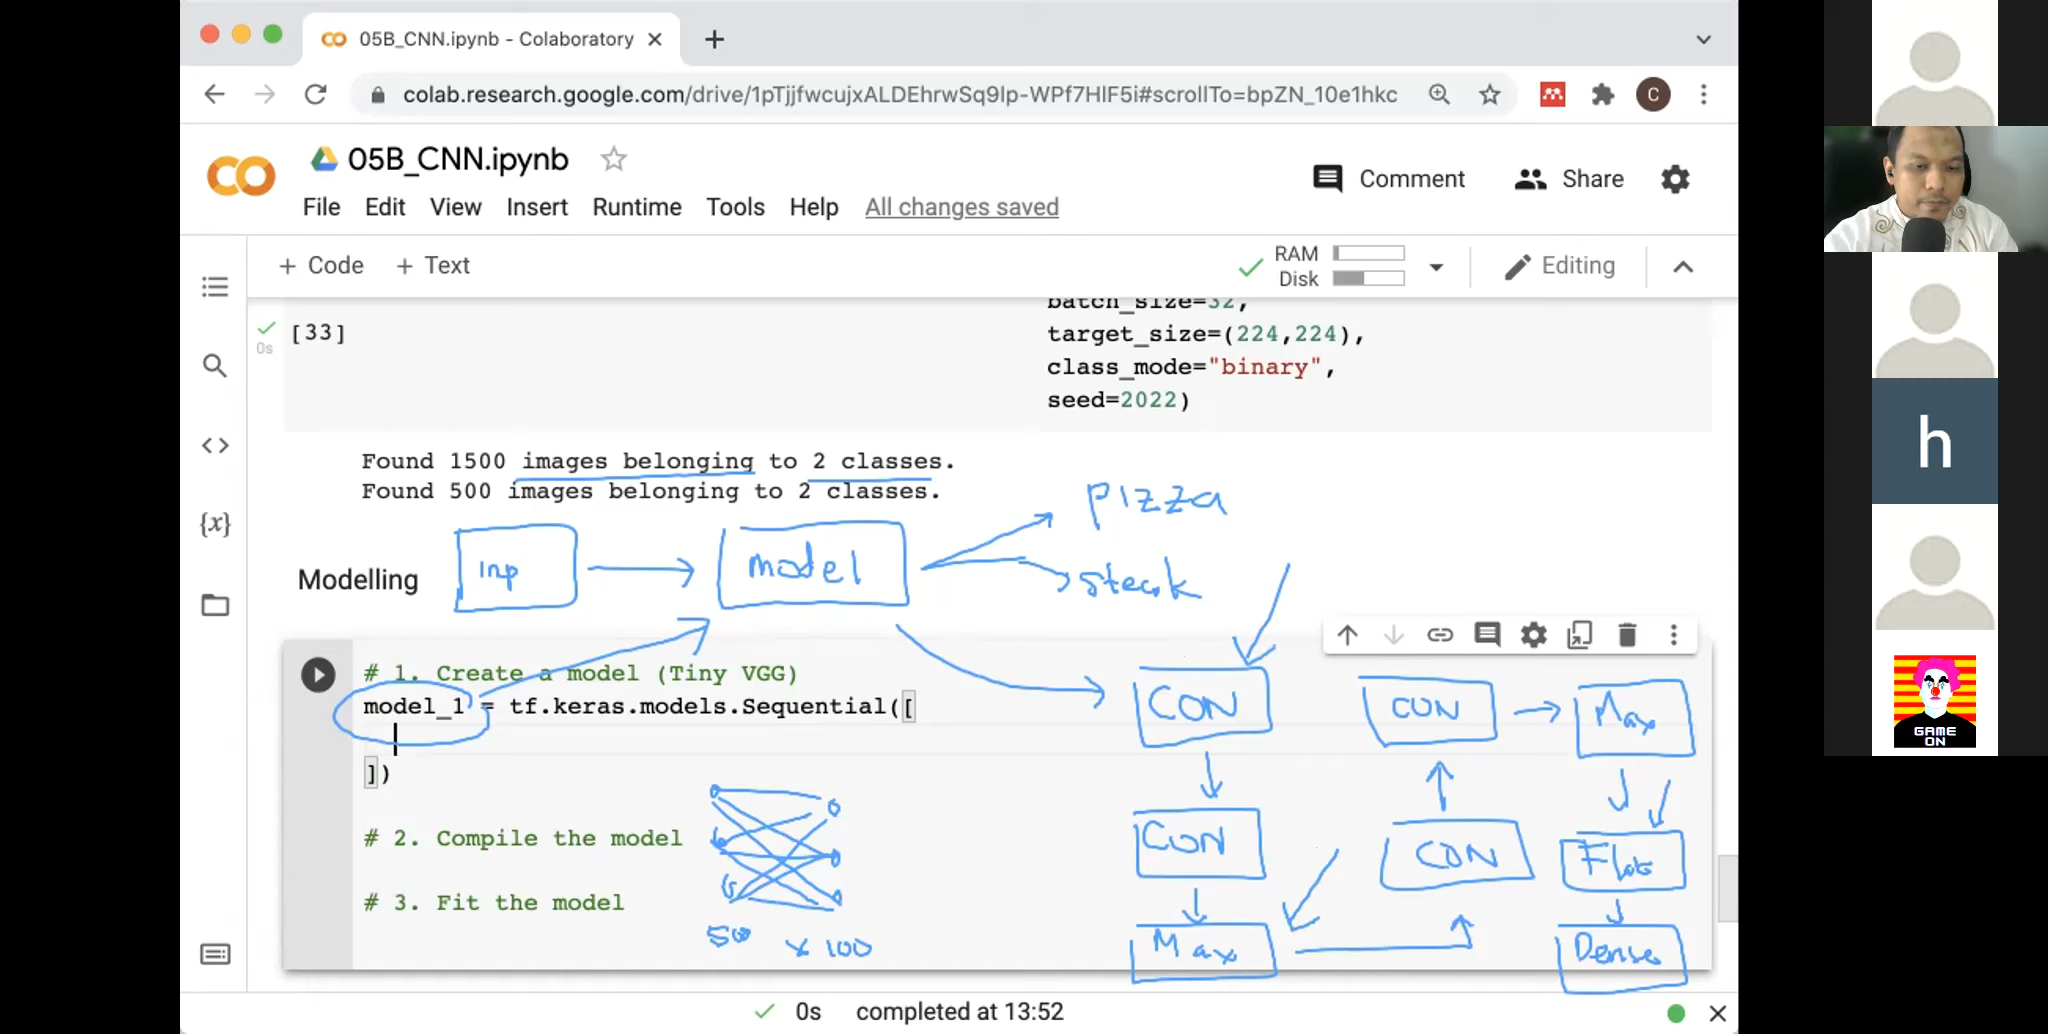 05B_CNN.ipynb - Colaboratory
colab.research.google.com/drive/1pTjjfwcujxALDEhrwSq9lp-WPf7HlF5i#scrollTo=bpZN_10e1hkc
C
05B_CNN.ipynb
Comment
Share
File Edit View Insert Runtime Tools Help All changes saved
+ Code + Text
RAM
Disk
Editing
batch_size=32,
[33]
0s
target_size=(224,224),
class_mode="binary",
seed=2022)
Found 1500 images belonging to 2 classes.
Found 500 images belonging to 2 classes.
pizza
Modelling
inp
model
steak
# 1. Create a model (Tiny VGG)
model_1 = tf.keras.models.Sequential([
])
# 2. Compile the model
# 3. Fit the model
50 x 100
CON
CON
Max
CON
CON
Max
Flat
Dense
0s completed at 13:52
h
GAME
ON